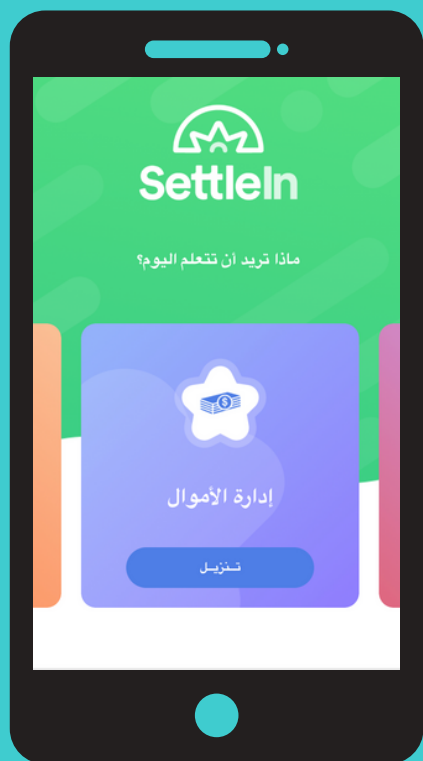 SettleIn
ماذا تريد أن تتعلم اليوم؟
إدارة الأموال
تنزيل